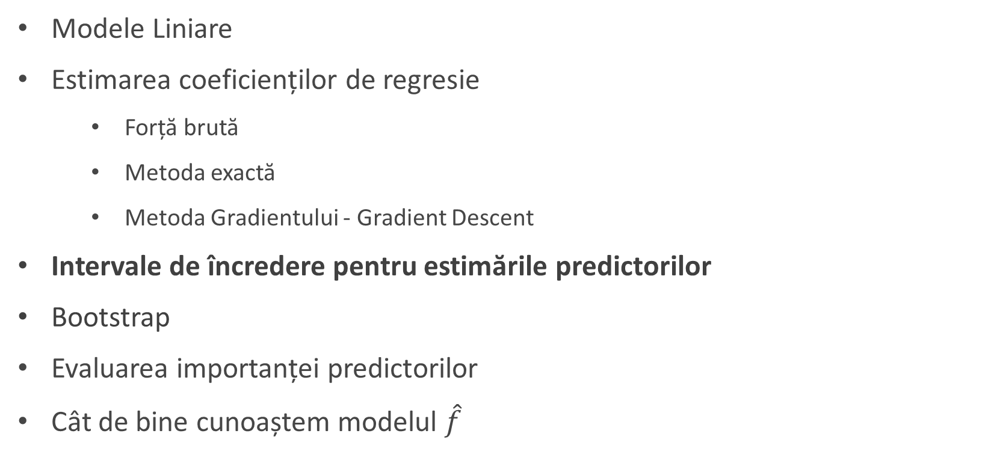 • Modele Liniare
• Estimarea coeficienților de regresie
• Forță brută
• Metoda exactă
• Metoda Gradientului - Gradient Descent
• Intervale de încredere pentru estimările predictorilor
• Bootstrap
• Evaluarea importanței predictorilor
• Cât de bine cunoaștem modelul f̂